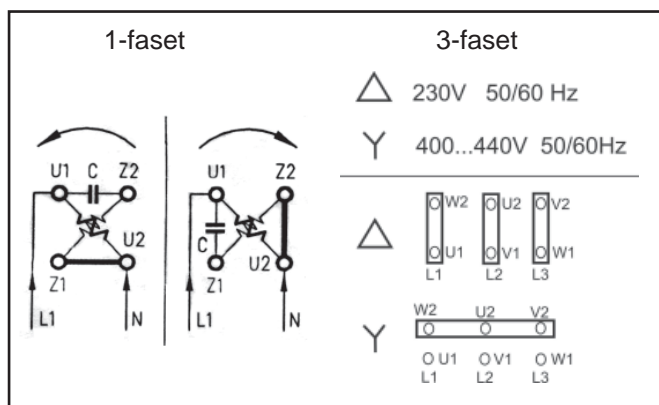 1-faset
3-faset
U1 C Z2
Z1 U2
L1 N
U1 Z2
C
Z1 U2
L1 N
△ 230V 50/60 Hz
Y 400...440V 50/60Hz
△
W2 U2 V2
U1 V1 W1
L1 L2 L3
Y
W2 U2 V2
U1 V1 W1
L1 L2 L3